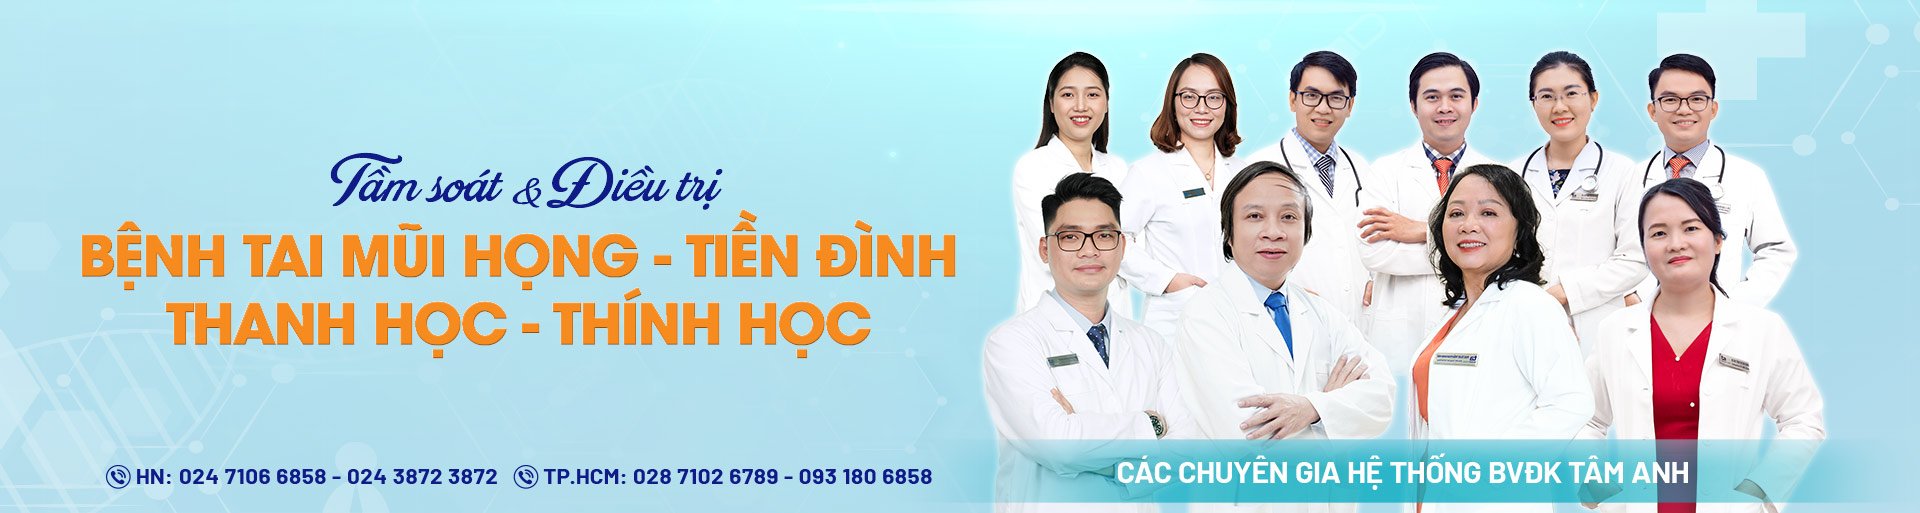 Tầm soát & Điều trị
BỆNH TAI MŨI HỌNG - TIỀN ĐÌNH
THANH HỌC - THÍNH HỌC
HN: 024 7106 6858 - 024 3872 3872 TP.HCM: 028 7102 6789 - 093 180 6858
CÁC CHUYÊN GIA HỆ THỐNG BVĐK TÂM ANH